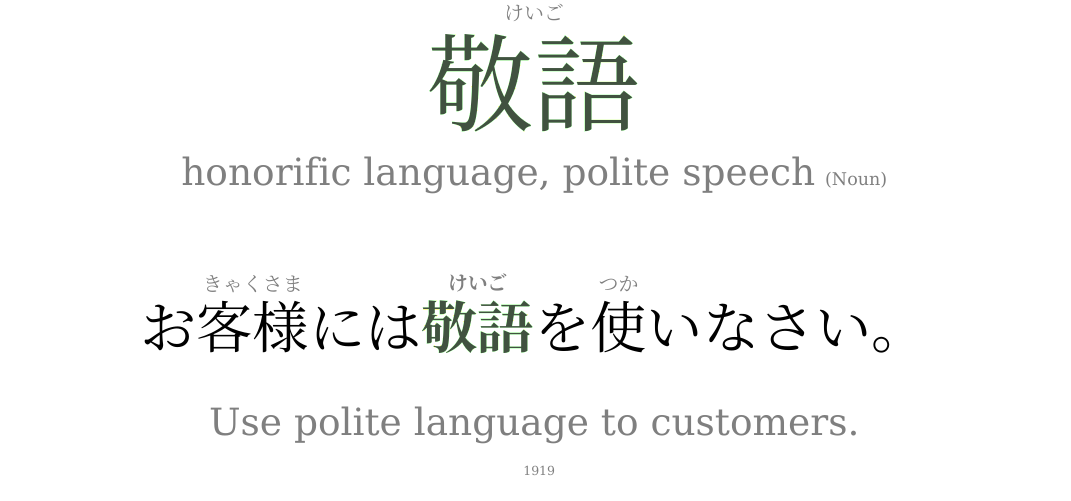 けいご
敬語
honorific language, polite speech (Noun)
きゃくさま けいご つか
お客様には敬語を使いなさい。
Use polite language to customers.
1919